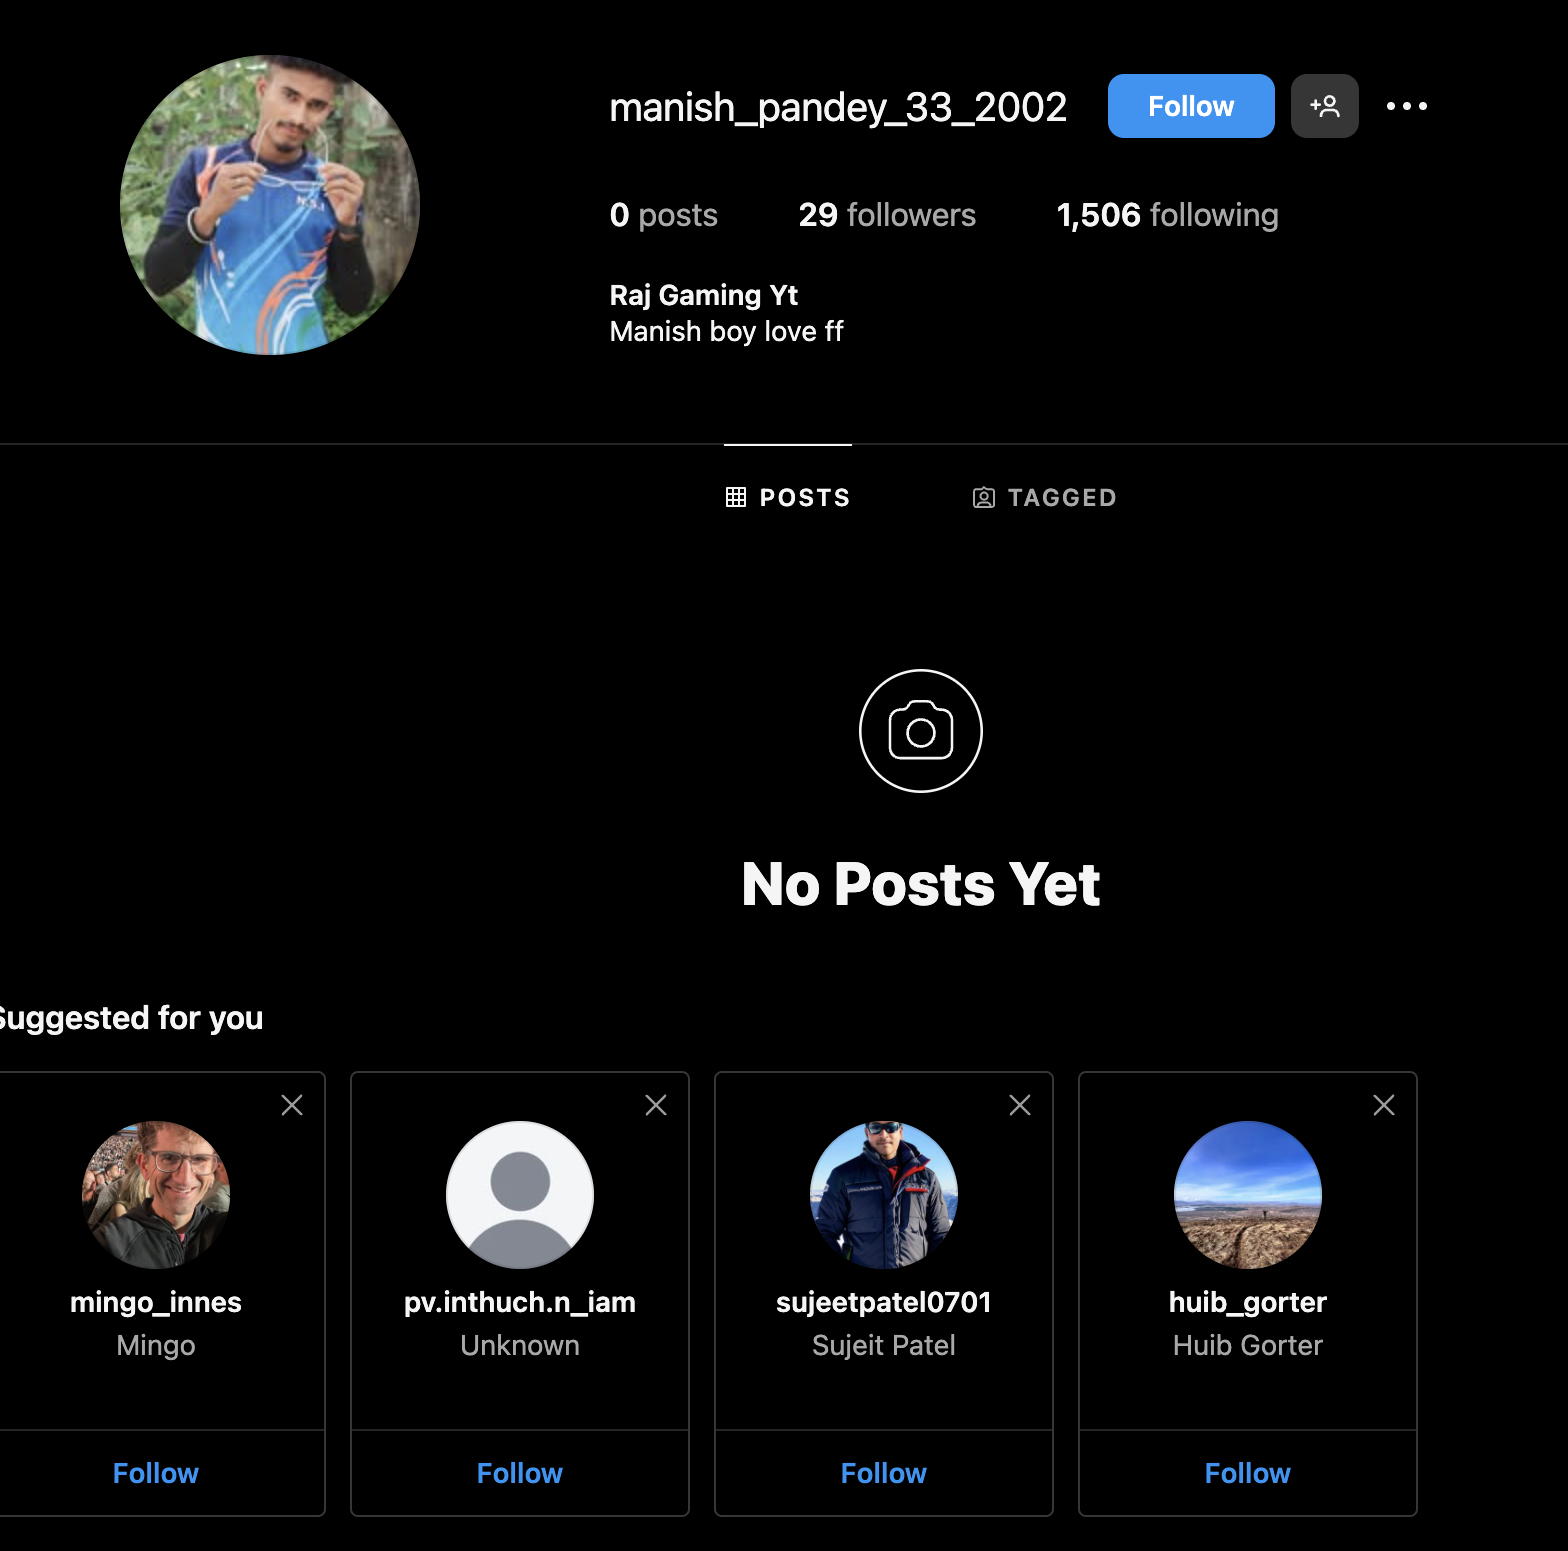 manish_pandey_33_2002 Follow
0 posts 29 followers 1,506 following
Raj Gaming Yt
Manish boy love ff
POSTS TAGGED
No Posts Yet
Suggested for you
mingo_innes
Mingo
Follow
pv.inthuch.n_iam
Unknown
Follow
sujeetpatel0701
Sujeit Patel
Follow
huib_gorter
Huib Gorter
Follow